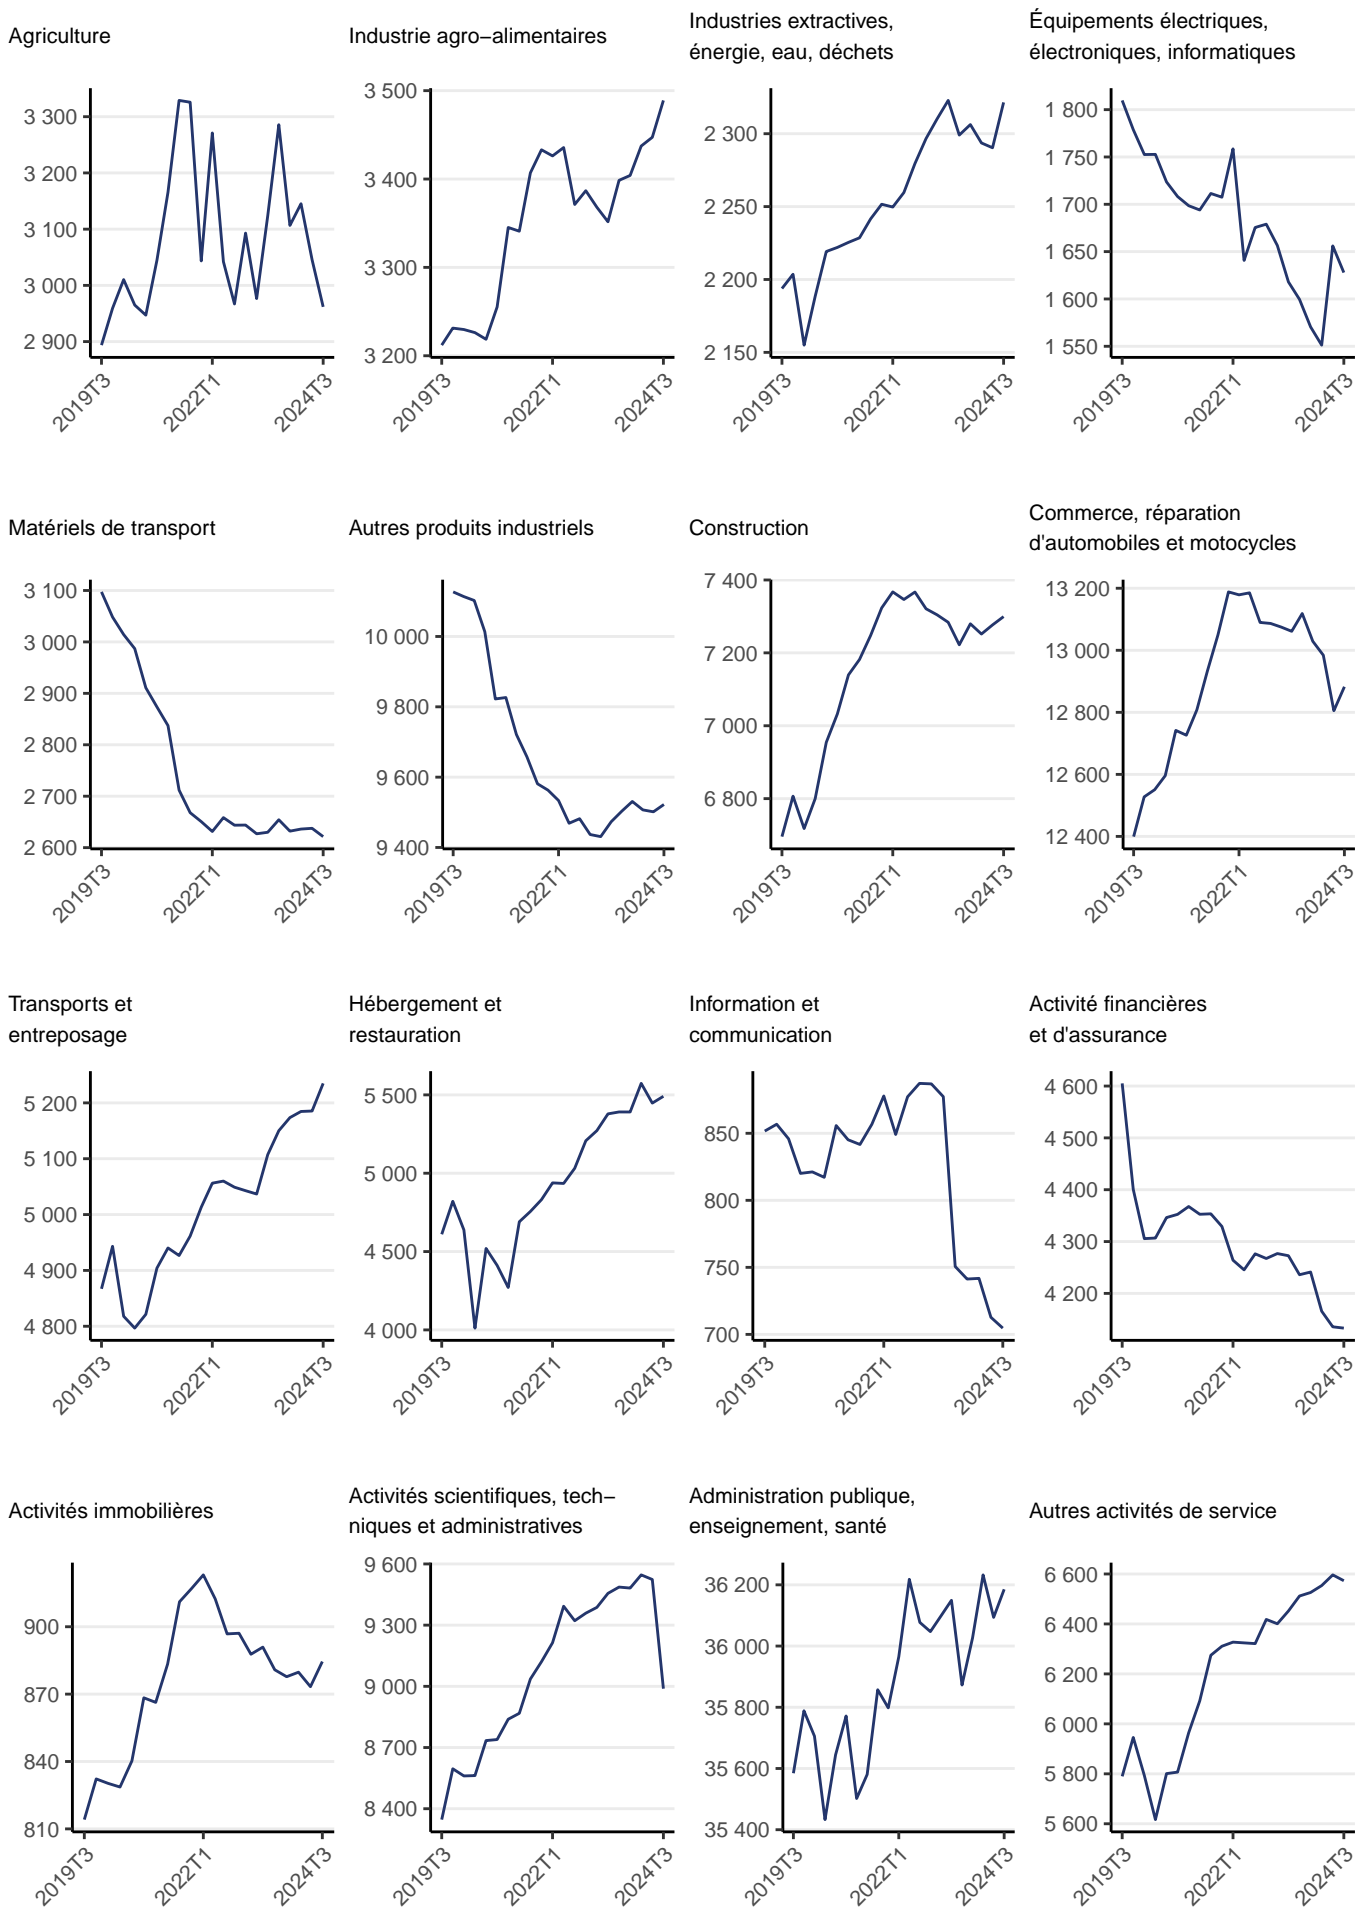 Agriculture
3 300
3 200
3 100
3 000
2 900
2019T3
2022T1
2024T3
Industrie agro−alimentaires
3 500
3 400
3 300
3 200
2019T3
2022T1
2024T3
Industries extractives,
énergie, eau, déchets
2 300
2 250
2 200
2 150
2019T3
2022T1
2024T3
Équipements électriques,
électroniques, informatiques
1 800
1 750
1 700
1 650
1 600
1 550
2019T3
2022T1
2024T3
Matériels de transport
3 100
3 000
2 900
2 800
2 700
2 600
2019T3
2022T1
2024T3
Autres produits industriels
10 000
9 800
9 600
9 400
2019T3
2022T1
2024T3
Construction
7 400
7 200
7 000
6 800
2019T3
2022T1
2024T3
Commerce, réparation
d'automobiles et motocycles
13 200
13 000
12 800
12 600
12 400
2019T3
2022T1
2024T3
Transports et
entreposage
5 200
5 100
5 000
4 900
4 800
2019T3
2022T1
2024T3
Hébergement et
restauration
5 500
5 000
4 500
4 000
2019T3
2022T1
2024T3
Information et
communication
850
800
750
700
2019T3
2022T1
2024T3
Activité financières
et d'assurance
4 600
4 500
4 400
4 300
4 200
2019T3
2022T1
2024T3
Activités immobilières
900
870
840
810
2019T3
2022T1
2024T3
Activités scientifiques, tech−
niques et administratives
9 600
9 300
9 000
8 700
8 400
2019T3
2022T1
2024T3
Administration publique,
enseignement, santé
36 200
36 000
35 800
35 600
35 400
2019T3
2022T1
2024T3
Autres activités de service
6 600
6 400
6 200
6 000
5 800
5 600
2019T3
2022T1
2024T3